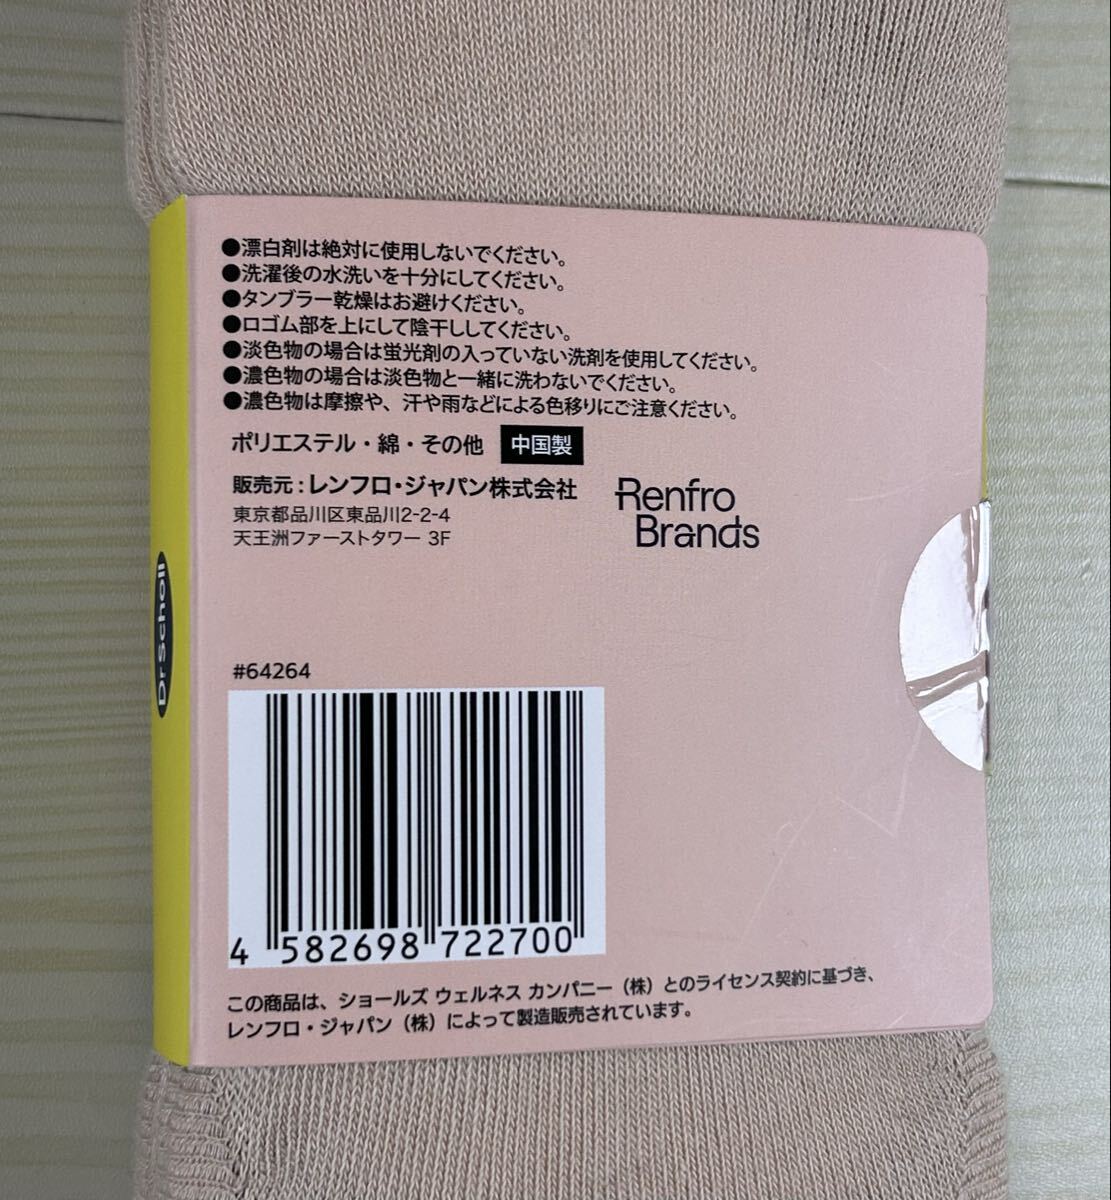 ●漂白剤は絶対に使用しないでください。
●洗濯後の水洗いを十分にしてください。
●タンブラー乾燥はお避けください。
●口ゴム部を上にして陰干ししてください。
●淡色物の場合は蛍光剤の入っていない洗剤を使用してください。
●濃色物の場合は淡色物と一緒に洗わないでください。
●濃色物は摩擦や、汗や雨などによる色移りにご注意ください。
ポリエステル・綿・その他 中国製
販売元：レンフロ・ジャパン株式会社
東京都品川区東品川2-2-4
天王洲ファーストタワー 3F
Renfro
Brands
Dr.Scholl
#64264
4 582698 722700
この商品は、ショールズ ウェルネス カンパニー（株）とのライセンス契約に基づき、
レンフロ・ジャパン（株）によって製造販売されています。